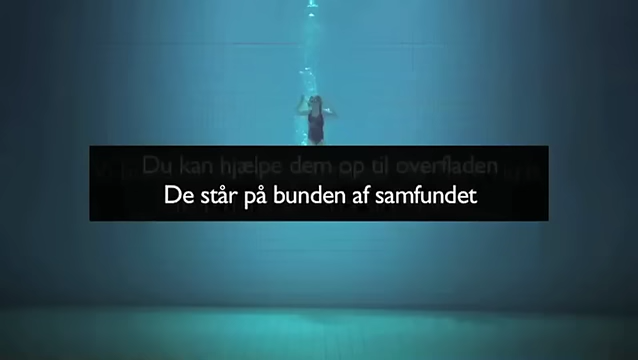 Du kan hjælpe dem op til overfladen
De står på bunden af samfundet